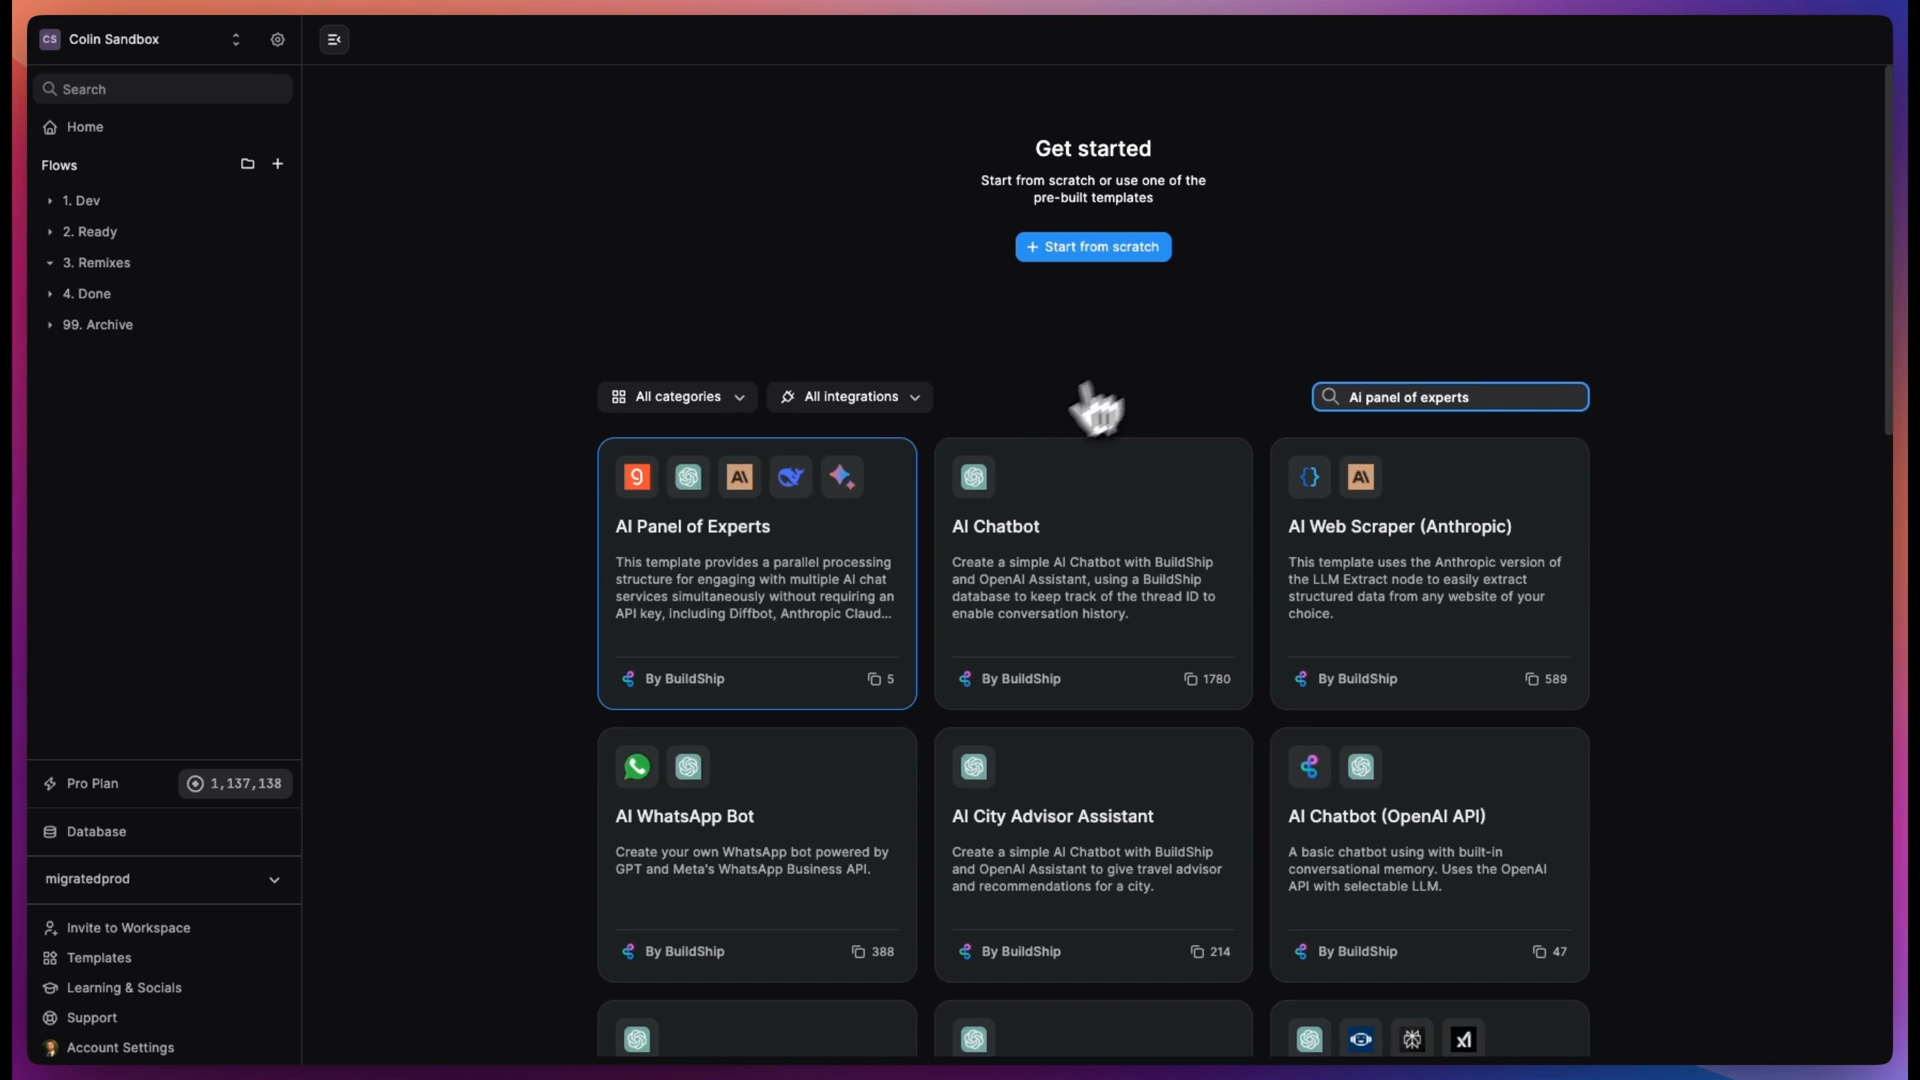 CS Colin Sandbox
Search
Home
Flows
1. Dev
2. Ready
3. Remixes
4. Done
99. Archive
Pro Plan
1,137,138
Database
migratedprod
Invite to Workspace
Templates
Learning & Socials
Support
Account Settings
Get started
Start from scratch or use one of the
pre-built templates
+ Start from scratch
All categories
All integrations
Ai panel of experts
AI Panel of Experts
This template provides a parallel processing
structure for engaging with multiple AI chat
services simultaneously without requiring an
API key, including Diffbot, Anthropic Claud...
By BuildShip
5
AI Chatbot
Create a simple AI Chatbot with BuildShip
and OpenAI Assistant, using a BuildShip
database to keep track of the thread ID to
enable conversation history.
By BuildShip
1780
AI Web Scraper (Anthropic)
This template uses the Anthropic version of
the LLM Extract node to easily extract
structured data from any website of your
choice.
By BuildShip
589
AI WhatsApp Bot
Create your own WhatsApp bot powered by
GPT and Meta's WhatsApp Business API.
By BuildShip
388
AI City Advisor Assistant
Create a simple AI Chatbot with BuildShip
and OpenAI Assistant to give travel advisor
and recommendations for a city.
By BuildShip
214
AI Chatbot (OpenAI API)
A basic chatbot using with built-in
conversational memory. Uses the OpenAI
API with selectable LLM.
By BuildShip
47